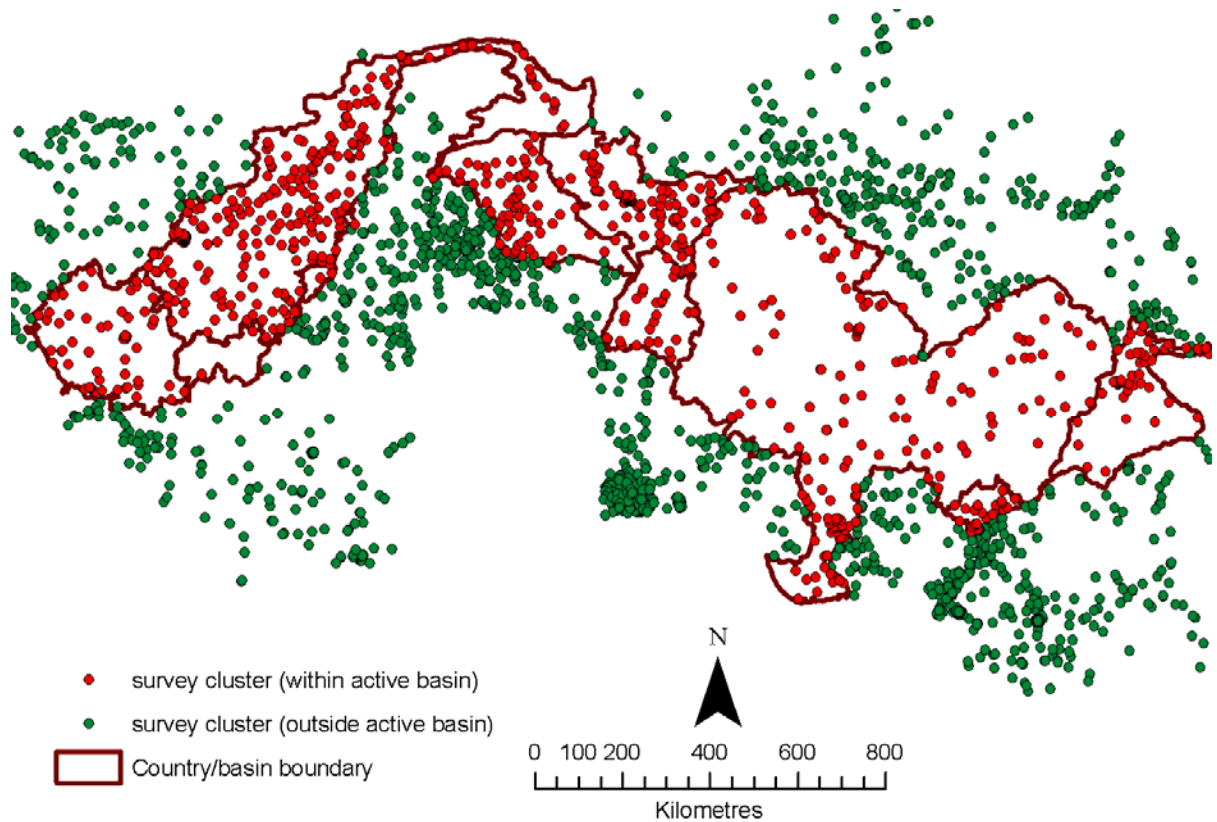 N
survey cluster (within active basin)
survey cluster (outside active basin)
Country/basin boundary
0 100 200 400 600 800
Kilometres